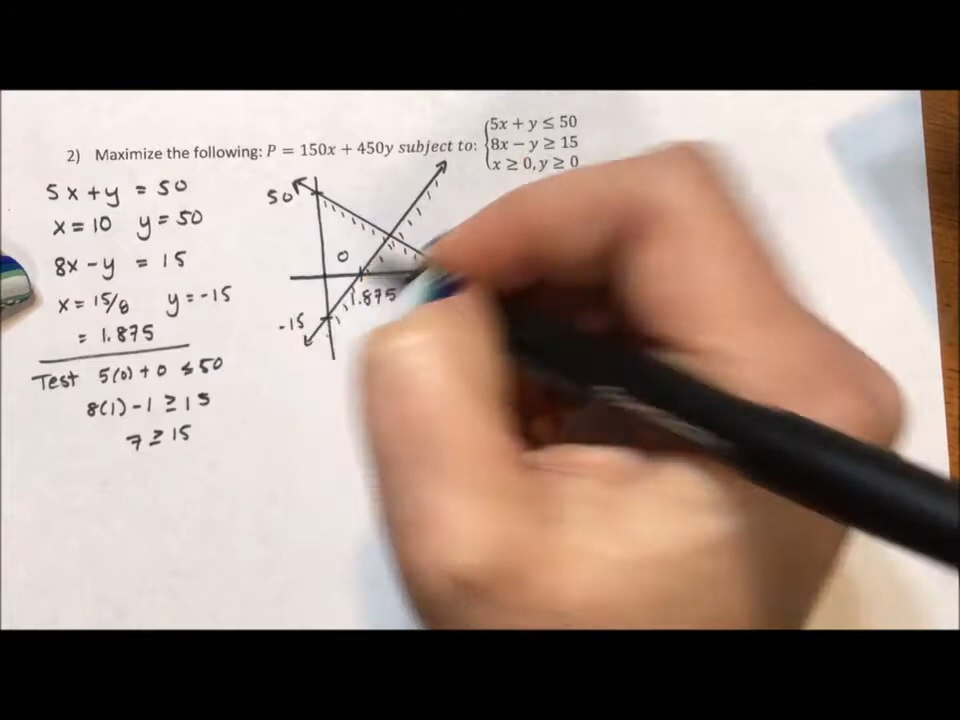 2) Maximize the following: P = 150x + 450y subject to: {5x + y ≤ 50
8x − y ≥ 15
x ≥ 0, y ≥ 0
5x + y = 50
x = 10 y = 50
8x − y = 15
x = 15/8 y = -15
= 1.875
Test 5(0) + 0 ≤ 50
8(1) - 1 ≥ 15
7 ≥ 15
50
0
1.875
-15